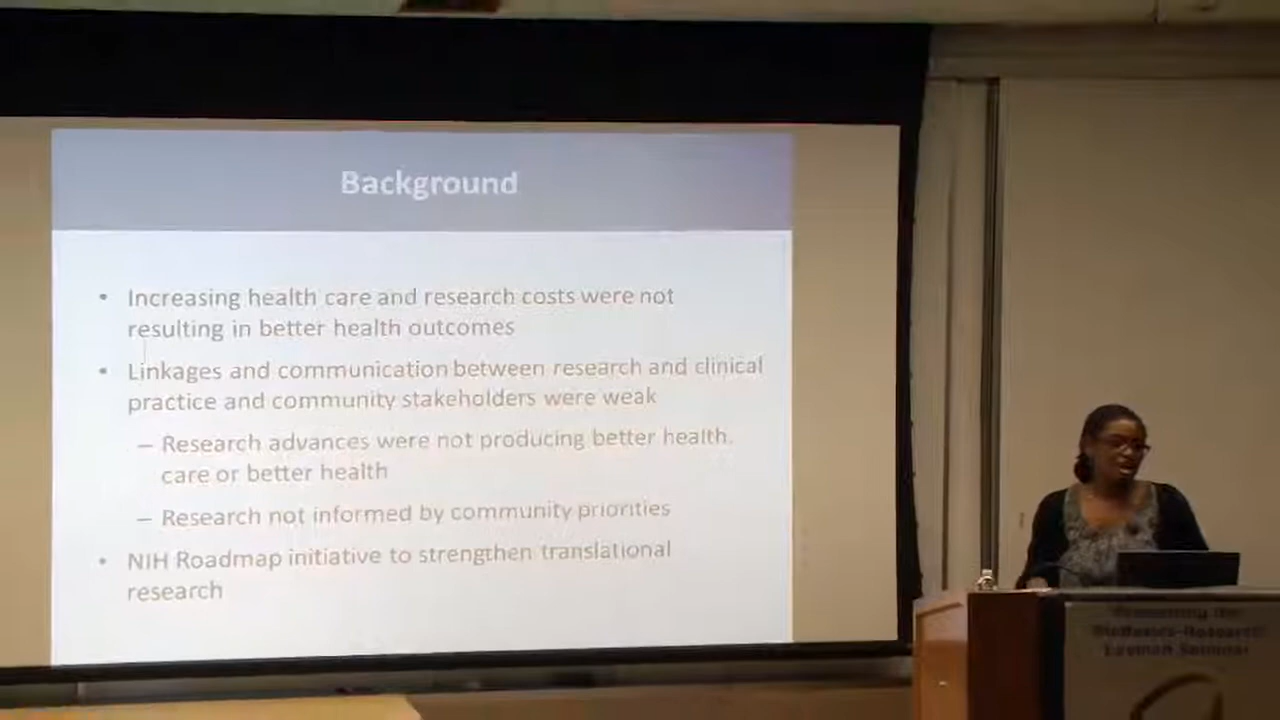 Background
• Increasing health care and research costs were not
resulting in better health outcomes
• Linkages and communication between research and clinical
practice and community stakeholders were weak
– Research advances were not producing better health
care or better health
– Research not informed by community priorities
• NIH Roadmap initiative to strengthen translational
research
Seminar